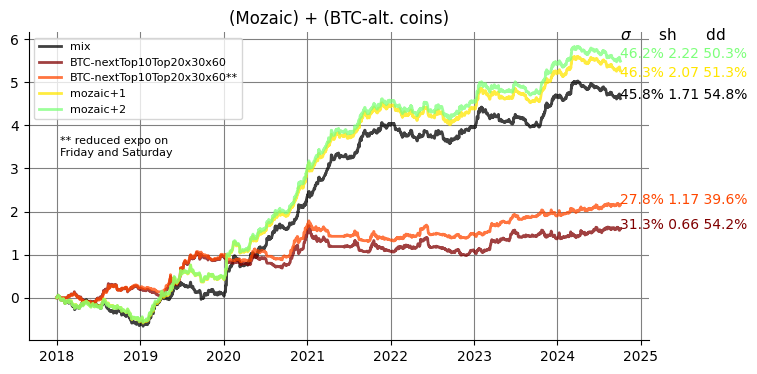 (Mozaic) + (BTC-alt. coins)
σ sh dd
mix
BTC-nextTop10Top20x30x60
BTC-nextTop10Top20x30x60**
mozaic+1
mozaic+2
** reduced expo on
Friday and Saturday
46.2% 2.22 50.3%
46.3% 2.07 51.3%
45.8% 1.71 54.8%
27.8% 1.17 39.6%
31.3% 0.66 54.2%
6
5
4
3
2
1
0
2018 2019 2020 2021 2022 2023 2024 2025